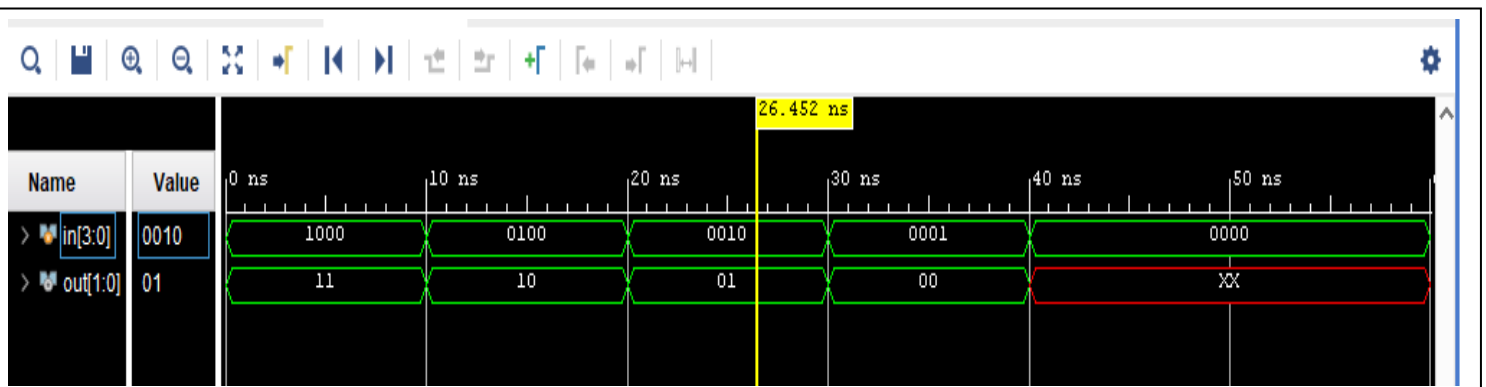 26.452 ns
Name Value 0 ns 10 ns 20 ns 30 ns 40 ns 50 ns
in[3:0] 0010 1000 0100 0010 0001 0000
out[1:0] 01 11 10 01 00 XX